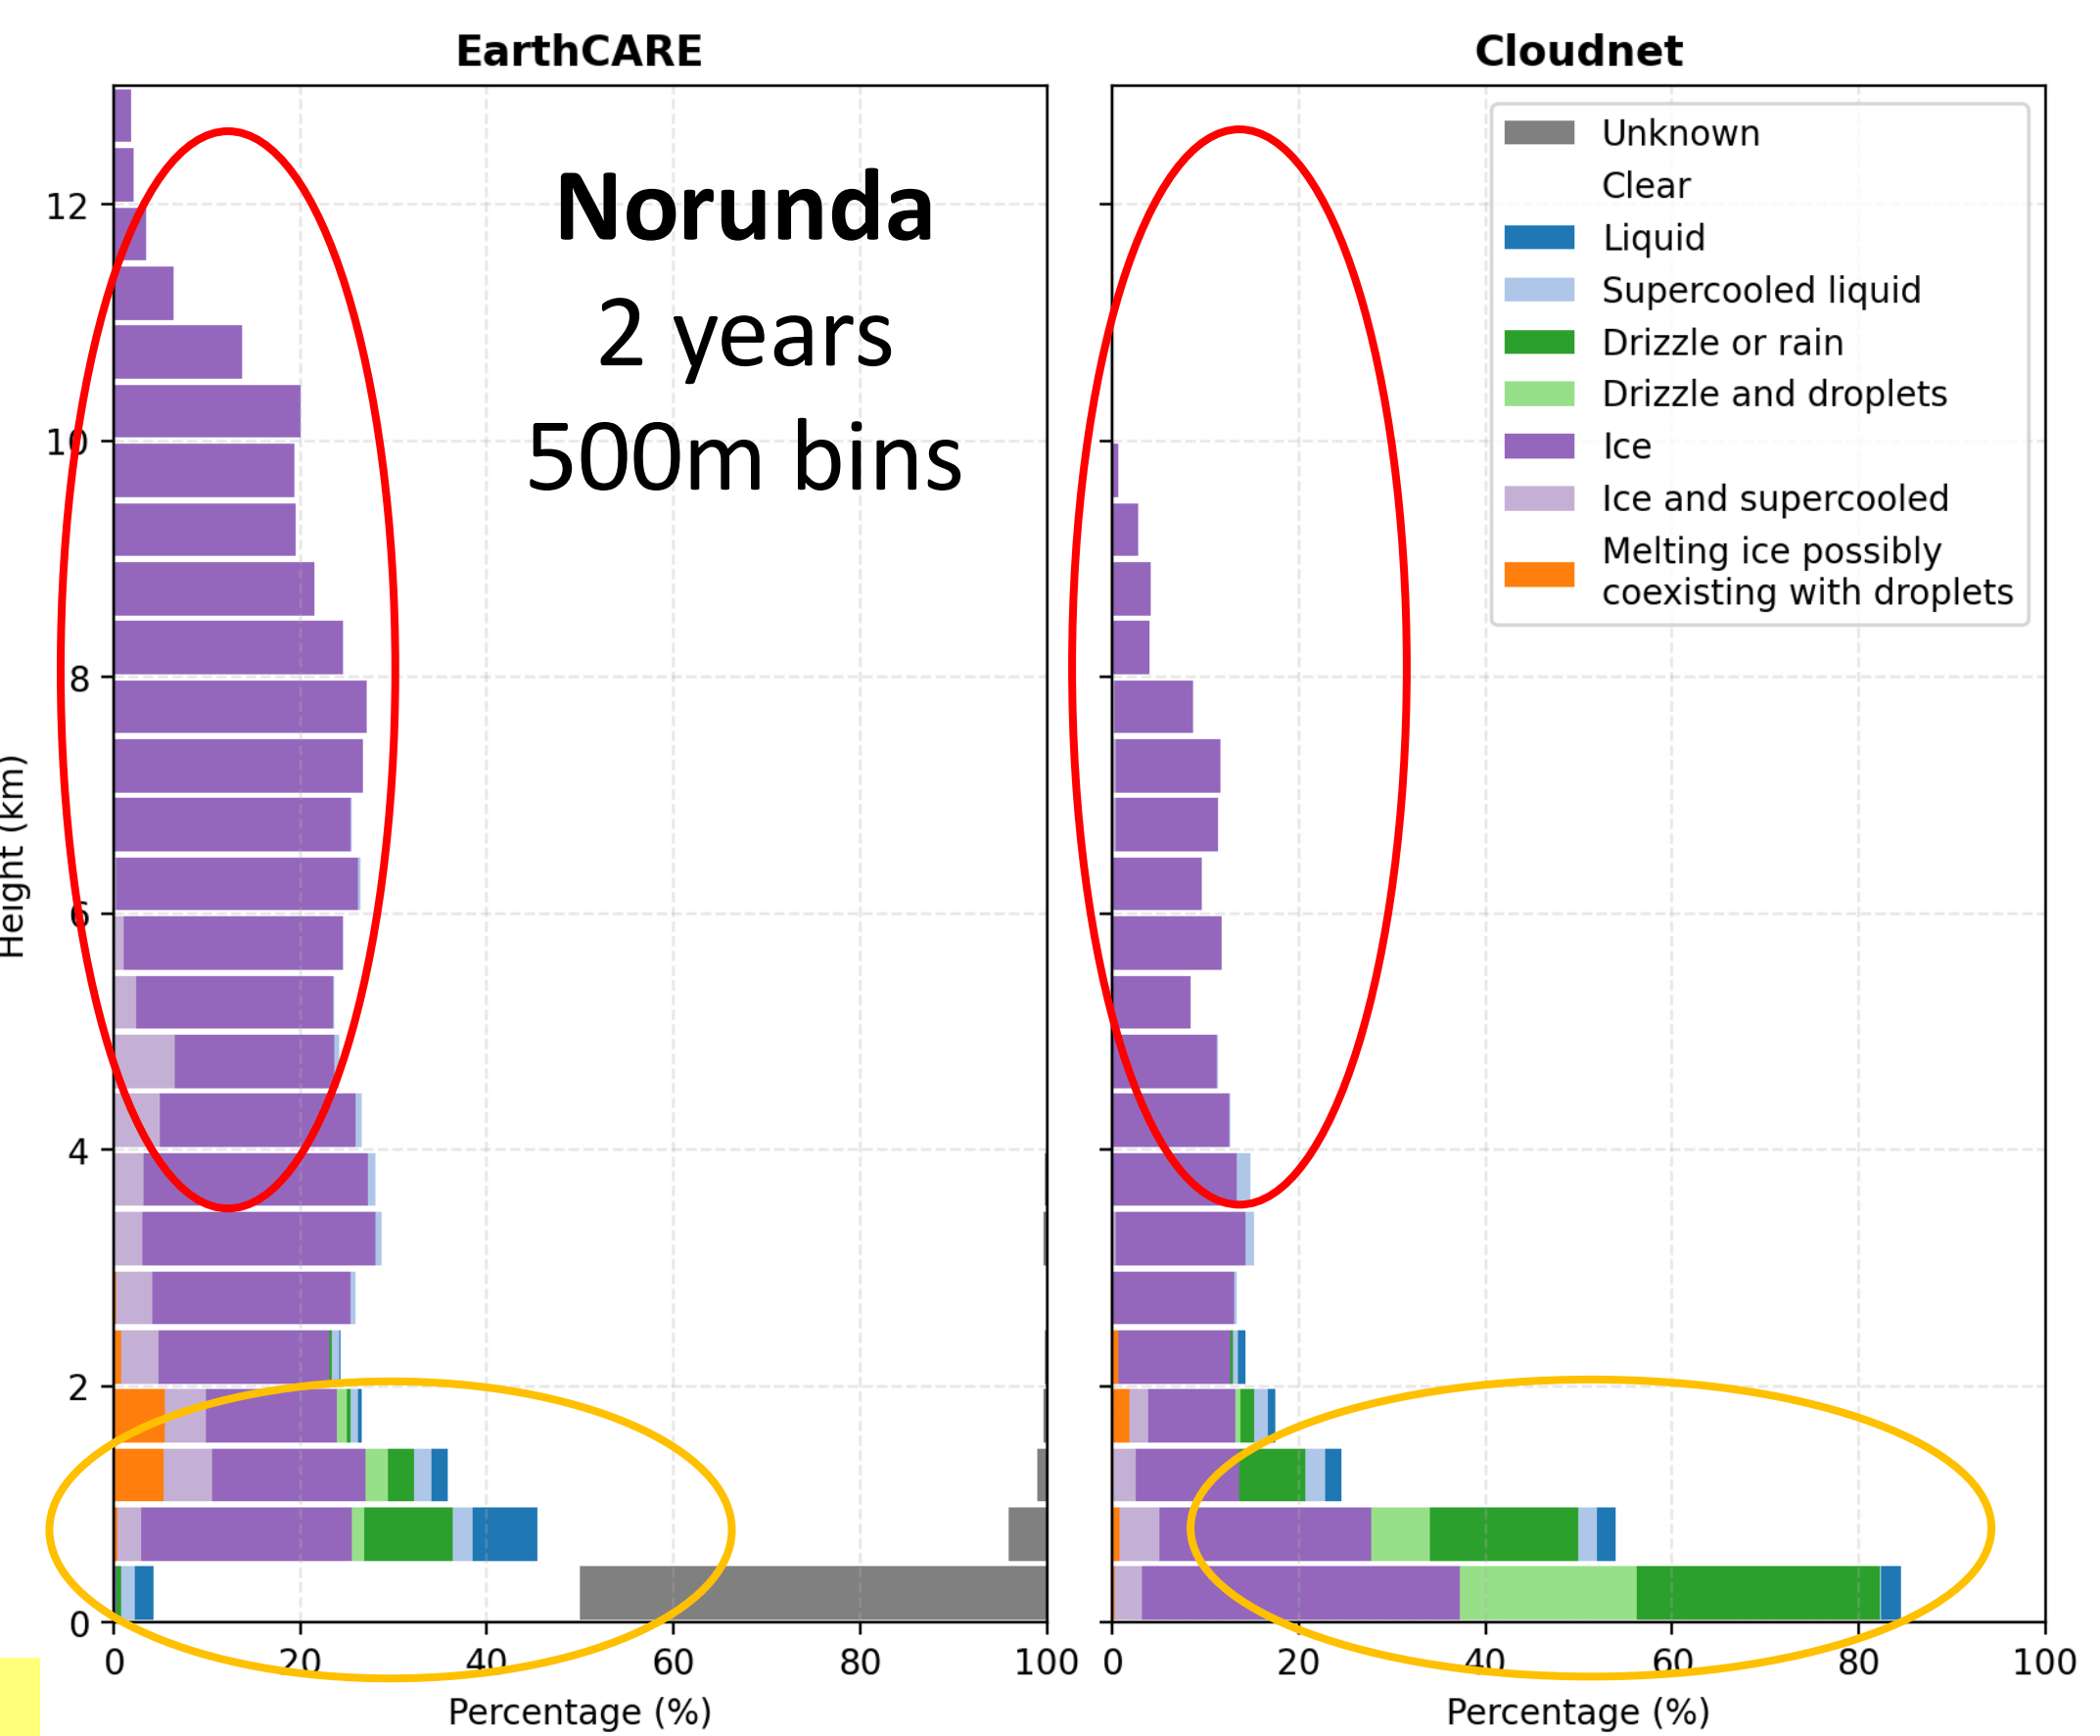 EarthCARE
Cloudnet
Norunda
2 years
500m bins
Unknown
Clear
Liquid
Supercooled liquid
Drizzle or rain
Drizzle and droplets
Ice
Ice and supercooled
Melting ice possibly
coexisting with droplets
Height (km)
12
10
8
6
4
2
0
0 20 40 60 80 100
0 20 40 60 80 100
Percentage (%)
Percentage (%)